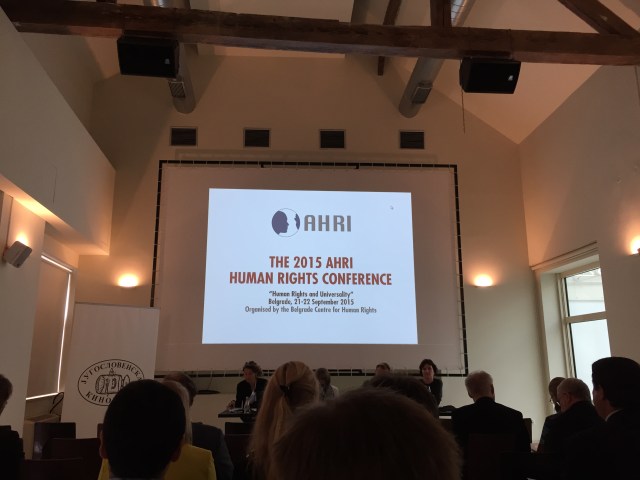 AHRI
THE 2015 AHRI
HUMAN RIGHTS CONFERENCE
"Human Rights and Universality"
Belgrade, 21-22 September 2015
Organised by the Belgrade Centre for Human Rights